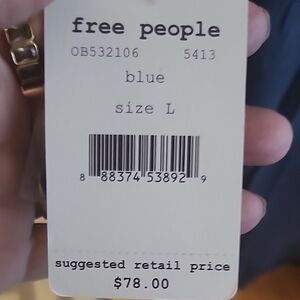 free people
OB532106 5413
blue
size L
8 88374 53892 9
suggested retail price
$78.00